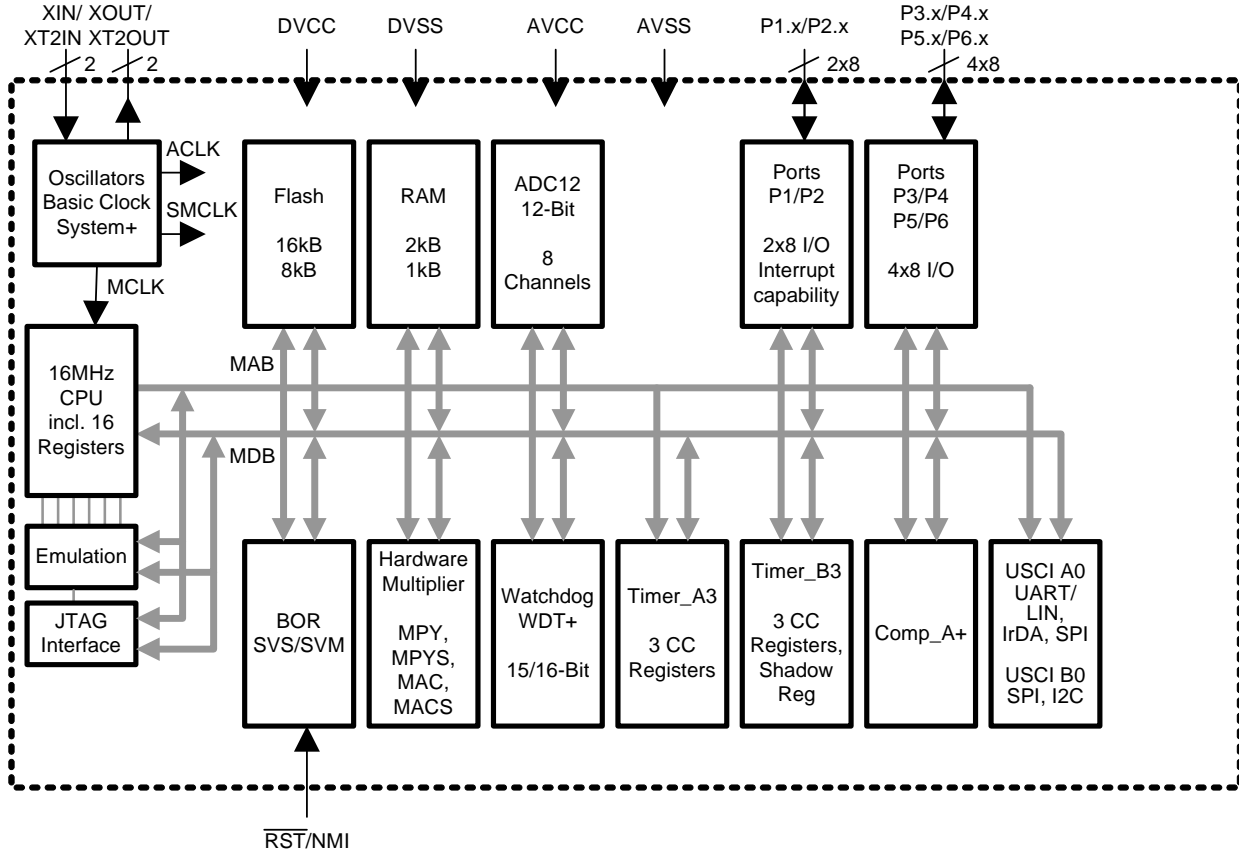 XIN/ XOUT/
XT2IN XT2OUT
2
2
DVCC
DVSS
AVCC
AVSS
P1.x/P2.x
2x8
P3.x/P4.x
P5.x/P6.x
4x8
Oscillators
Basic Clock
System+
ACLK
SMCLK
MCLK
Flash
16kB
8kB
RAM
2kB
1kB
ADC12
12-Bit
8
Channels
Ports
P1/P2
2x8 I/O
Interrupt
capability
Ports
P3/P4
P5/P6
4x8 I/O
16MHz
CPU
incl. 16
Registers
MAB
MDB
Emulation
JTAG
Interface
BOR
SVS/SVM
Hardware
Multiplier
MPY,
MPYS,
MAC,
MACS
Watchdog
WDT+
15/16-Bit
Timer_A3
3 CC
Registers
Timer_B3
3 CC
Registers,
Shadow
Reg
Comp_A+
USCI A0
UART/
LIN,
IrDA, SPI
USCI B0
SPI, I2C
RST/NMI